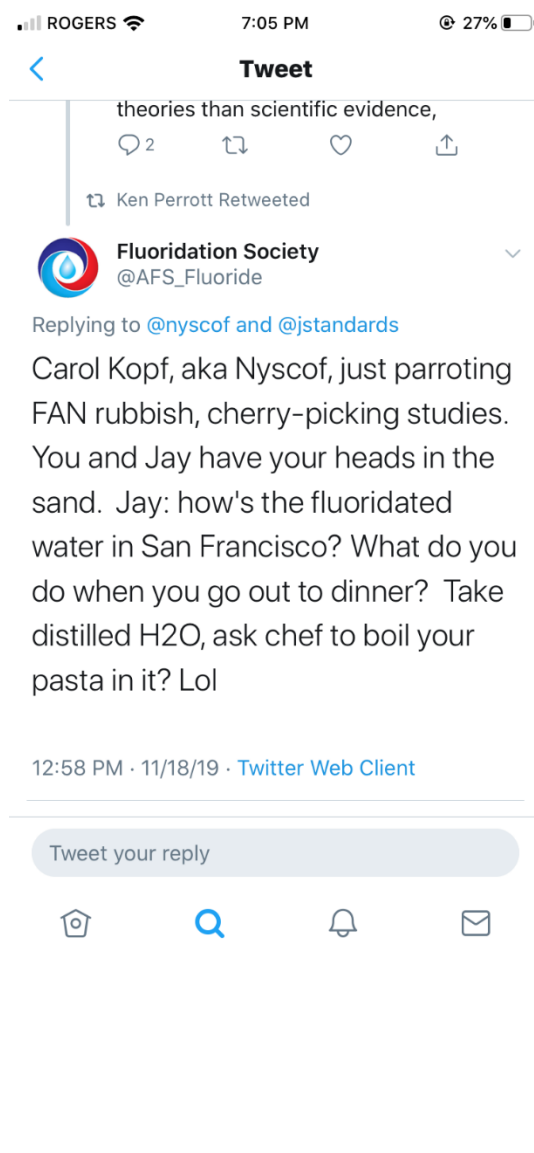 ROGERS 7:05 PM 27%
Tweet
theories than scientific evidence,
2
Ken Perrott Retweeted
Fluoridation Society
@AFS_Fluoride
Replying to @nyscof and @jstandards
Carol Kopf, aka Nyscof, just parroting
FAN rubbish, cherry-picking studies.
You and Jay have your heads in the
sand.  Jay: how's the fluoridated
water in San Francisco? What do you
do when you go out to dinner?  Take
distilled H2O, ask chef to boil your
pasta in it? Lol
12:58 PM · 11/18/19 · Twitter Web Client
Tweet your reply